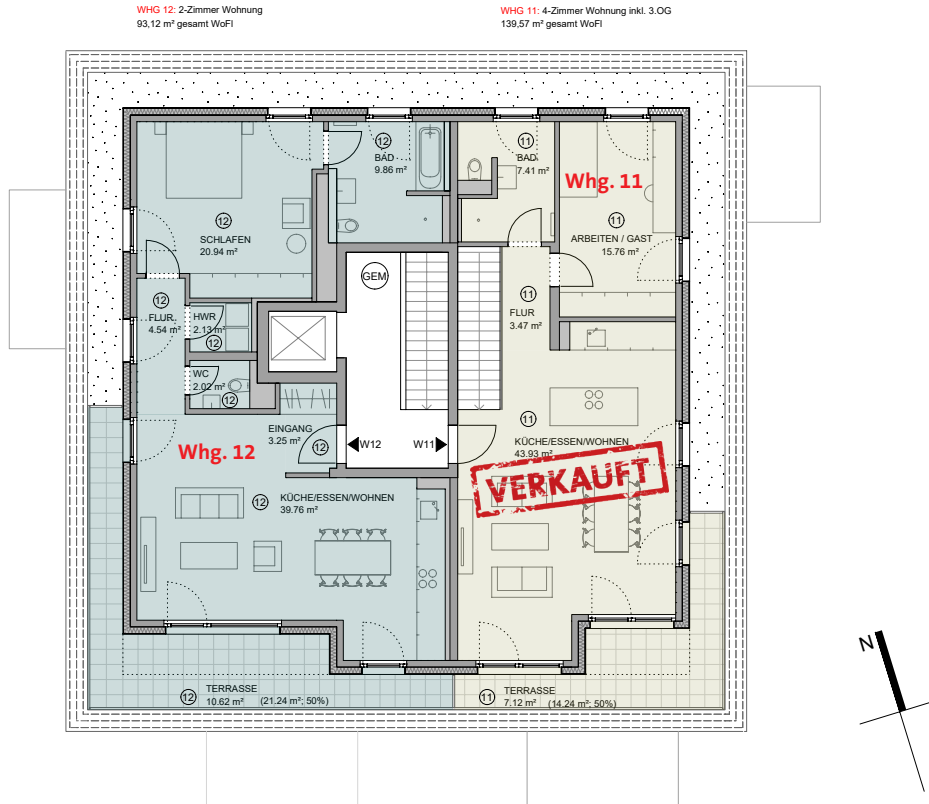 WHG 12: 2-Zimmer Wohnung
93,12 m² gesamt WoFl
WHG 11: 4-Zimmer Wohnung inkl. 3.OG
139,57 m² gesamt WoFl
12
BAD
9.86 m²
11
BAD
7.41 m²
Whg. 11
12
SCHLAFEN
20.94 m²
11
ARBEITEN / GAST
15.76 m²
GEM
12
FLUR
4.54 m²
HWR
2.13 m²
12
11
FLUR
3.47 m²
WC
2.02 m²
12
EINGANG
3.25 m²
12
W12
W11
11
KÜCHE/ESSEN/WOHNEN
43.93 m²
Whg. 12
VERKAUFT
12
KÜCHE/ESSEN/WOHNEN
39.76 m²
N
12
TERRASSE
10.62 m² (21.24 m²; 50%)
11
TERRASSE
7.12 m² (14.24 m²; 50%)